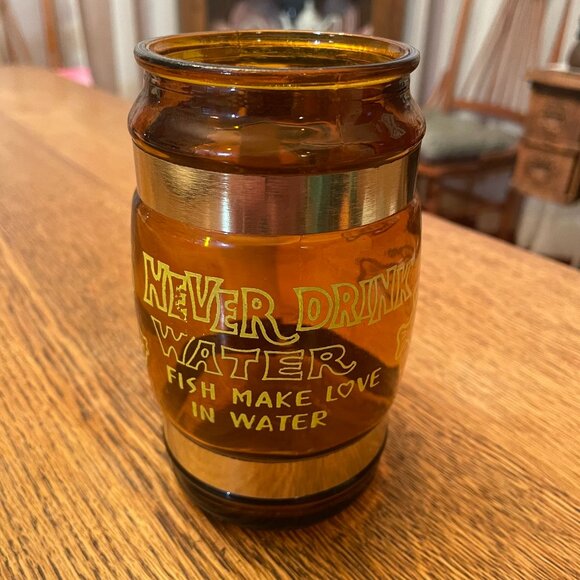 NEVER DRINK
WATER
FISH MAKE LOVE
IN WATER